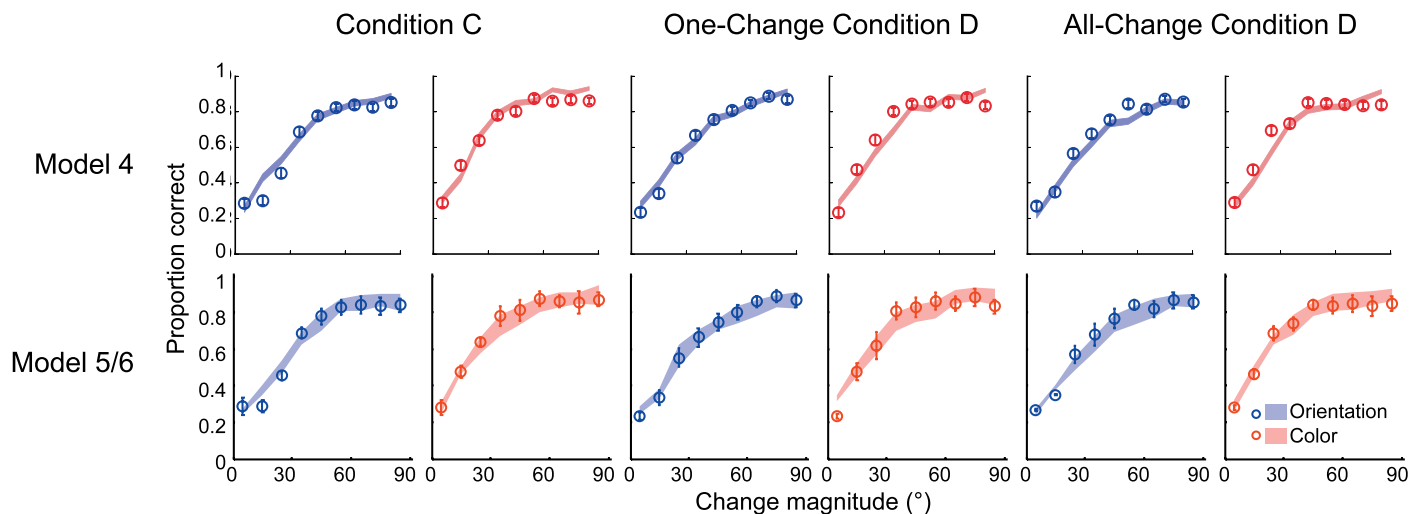 Condition C
One-Change Condition D
All-Change Condition D
Model 4
Model 5/6
Proportion correct
1
0.8
0.6
0.4
0.2
0
1
0.8
0.6
0.4
0.2
0
0 30 60 90
0 30 60 90
0 30 60 90
0 30 60 90
0 30 60 90
0 30 60 90
Change magnitude (°)
Orientation
Color